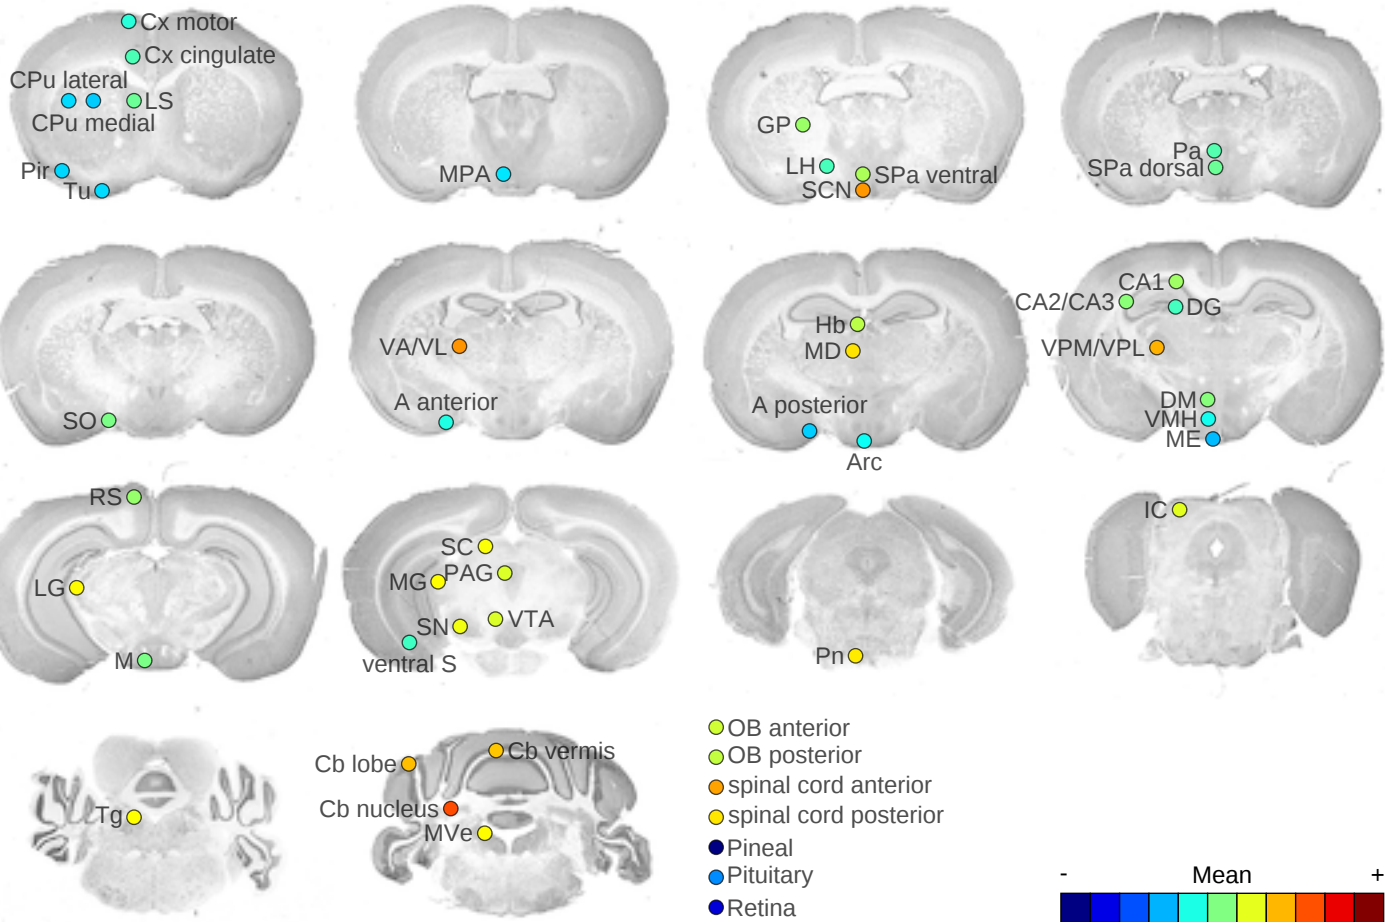 Cx motor
Cx cingulate
CPu lateral
LS
CPu medial
Pir
Tu
MPA
GP
LH
SPa ventral
SCN
Pa
SPa dorsal
SO
VA/VL
A anterior
Hb
MD
A posterior
Arc
CA1
CA2/CA3
DG
VPM/VPL
DM
VMH
ME
RS
LG
M
SC
MG
PAG
SN
VTA
ventral S
Pn
IC
Tg
Cb lobe
Cb vermis
Cb nucleus
MVe
OB anterior
OB posterior
spinal cord anterior
spinal cord posterior
Pineal
Pituitary
Retina
- Mean +